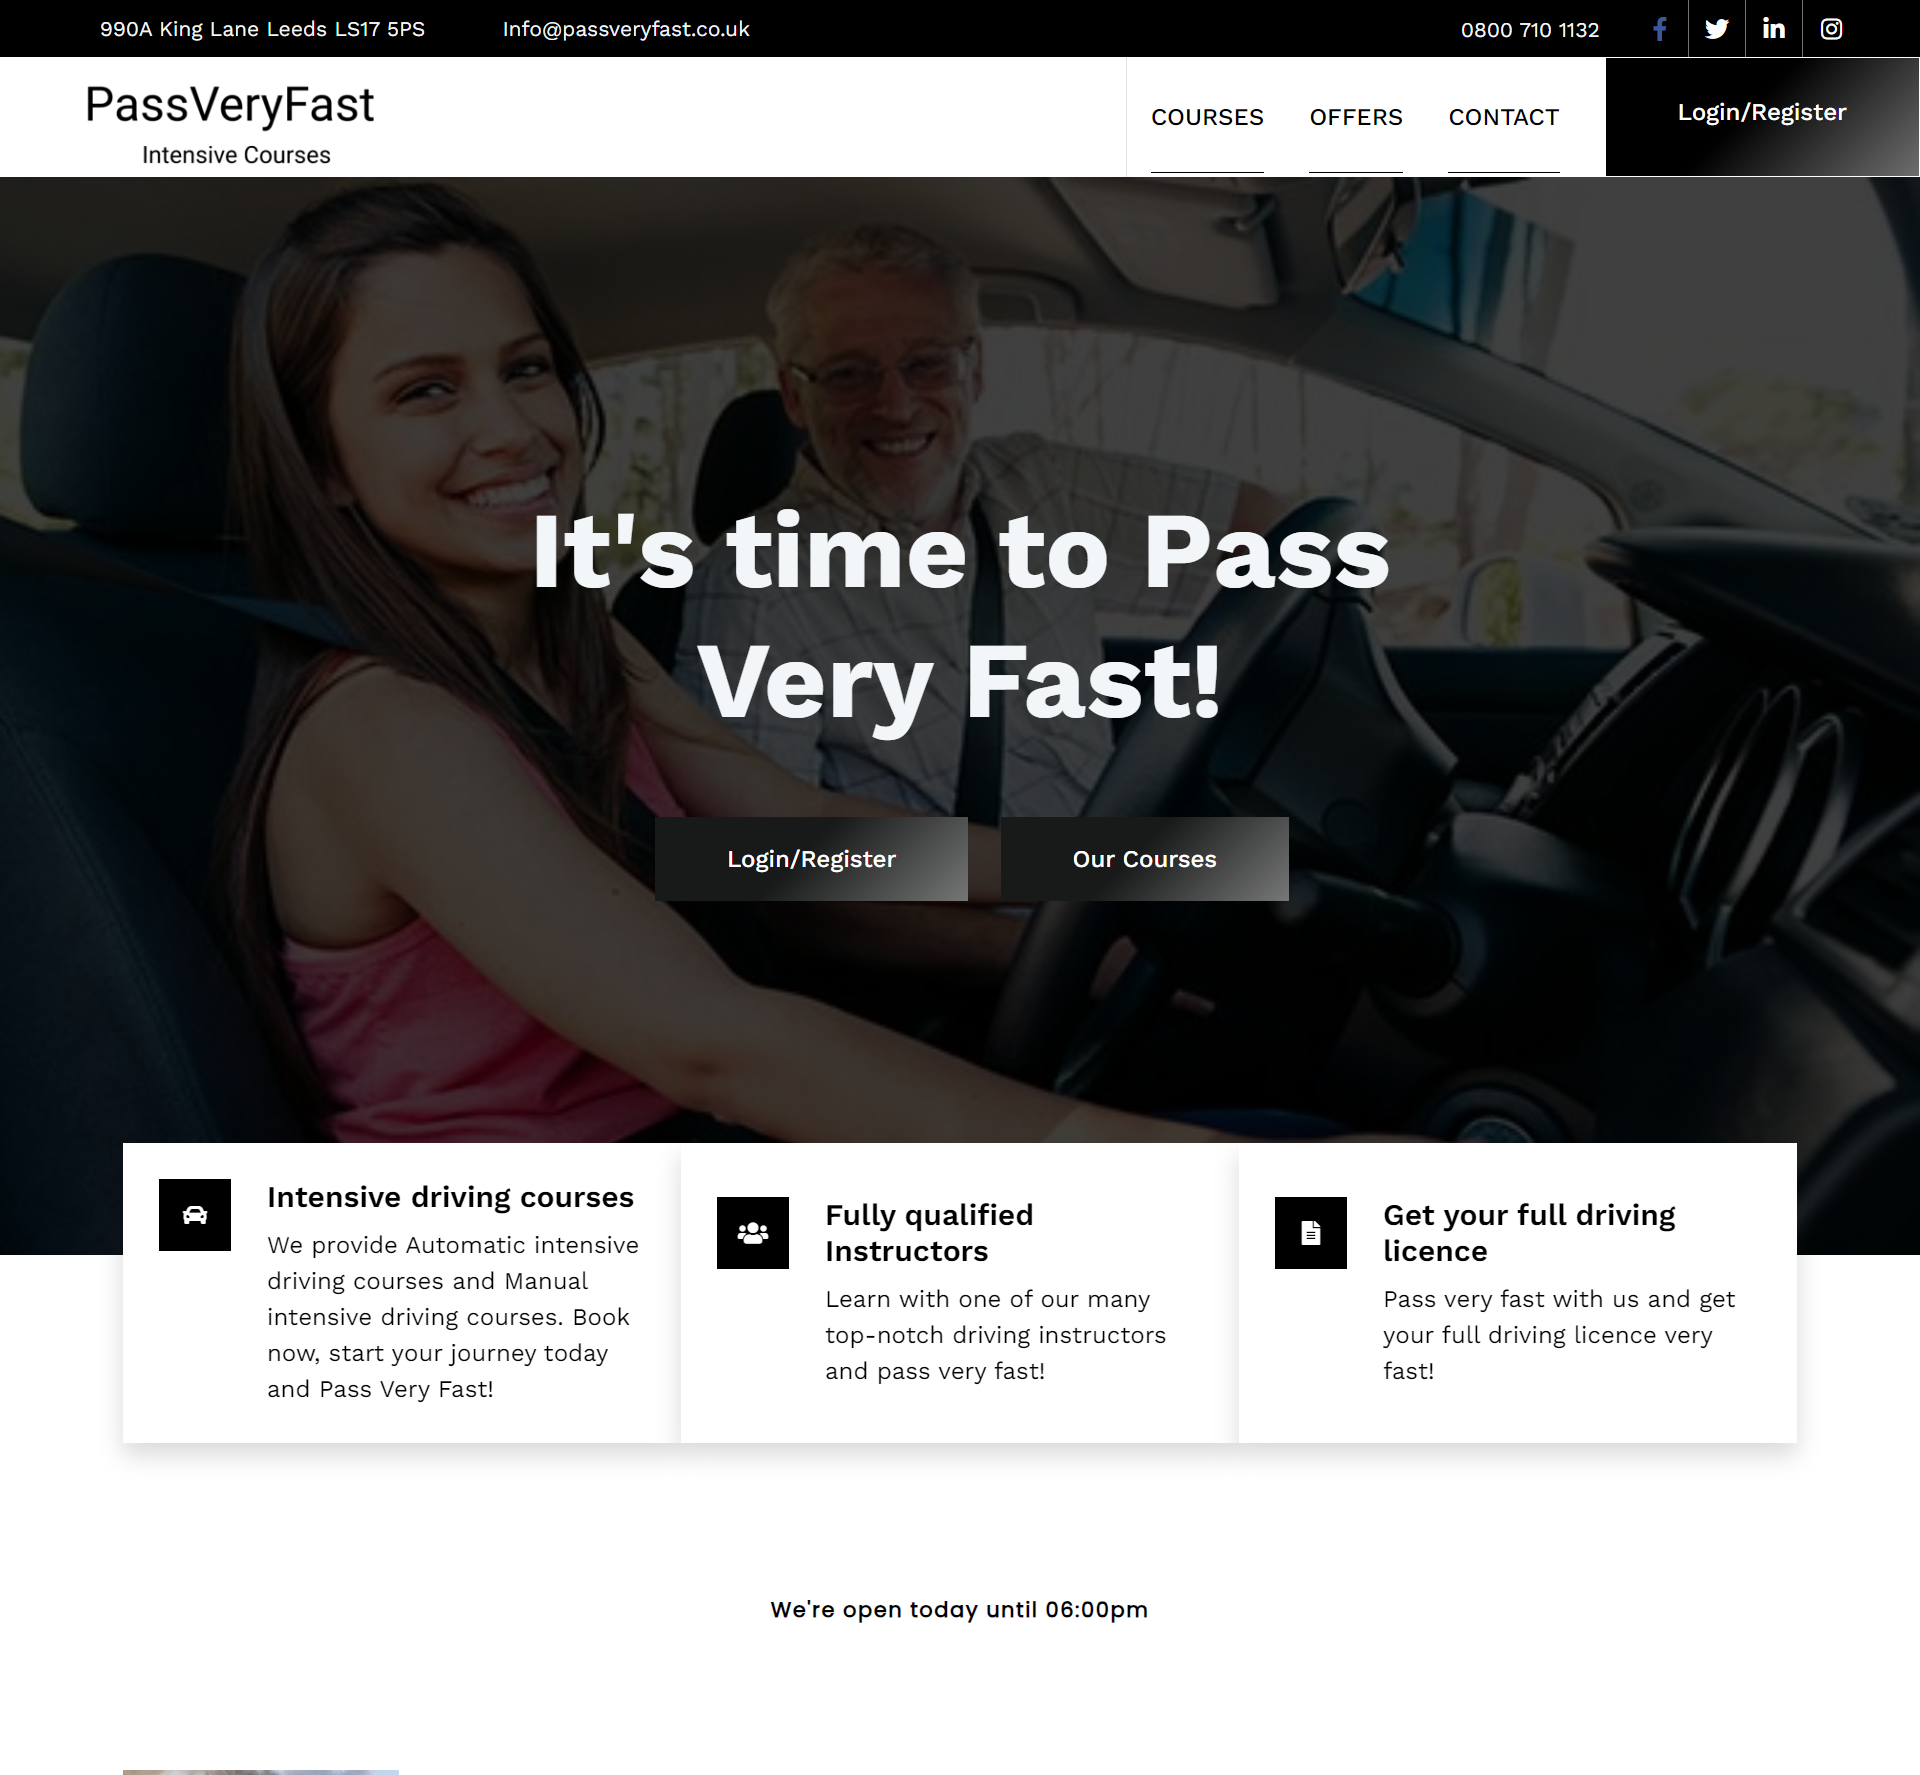 990A King Lane Leeds LS17 5PS
Info@passveryfast.co.uk
0800 710 1132
PassVeryFast
Intensive Courses
COURSES
OFFERS
CONTACT
Login/Register
It's time to Pass
Very Fast!
Login/Register
Our Courses
Intensive driving courses
We provide Automatic intensive
driving courses and Manual
intensive driving courses. Book
now, start your journey today
and Pass Very Fast!
Fully qualified
Instructors
Learn with one of our many
top-notch driving instructors
and pass very fast!
Get your full driving
licence
Pass very fast with us and get
your full driving licence very
fast!
We're open today until 06:00pm